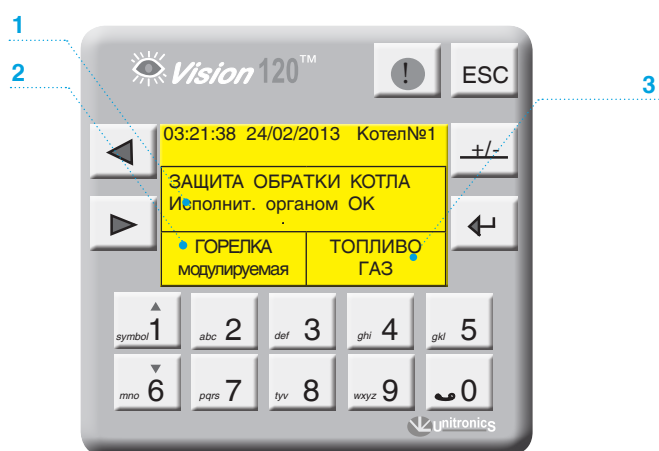 1
2
3
Vision 120™
!
ESC
03:21:38 24/02/2013 Котел№1
+/-
ЗАЩИТА ОБРАТКИ КОТЛА
Исполнит. органом ОК
ГОРЕЛКА
модулируемая
ТОПЛИВО
ГАЗ
symbol 1
abc 2
def 3
ghi 4
gkl 5
mno 6
pqrs 7
tyv 8
wxyz 9
0
Unitronics